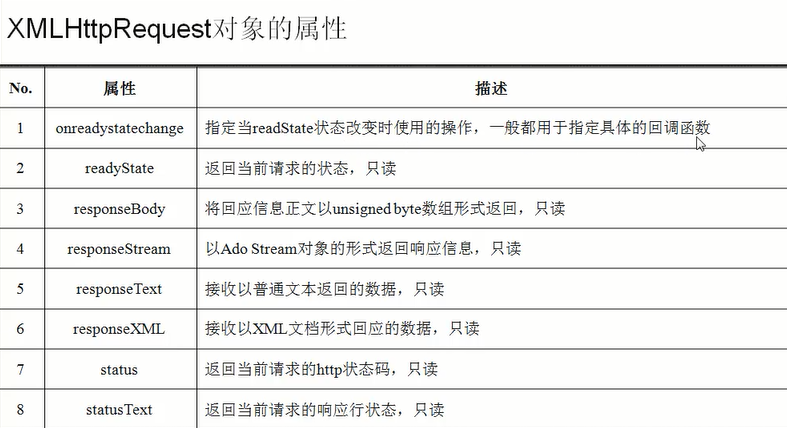 XMLHttpRequest对象的属性
No. 属性 描述
1 onreadystatechange 指定当readState状态改变时使用的操作，一般都用于指定具体的回调函数
2 readyState 返回当前请求的状态，只读
3 responseBody 将回应信息正文以unsigned byte数组形式返回，只读
4 responseStream 以Ado Stream对象的形式返回响应信息，只读
5 responseText 接收以普通文本返回的数据，只读
6 responseXML 接收以XML文档形式回应的数据，只读
7 status 返回当前请求的http状态码，只读
8 statusText 返回当前请求的响应行状态，只读